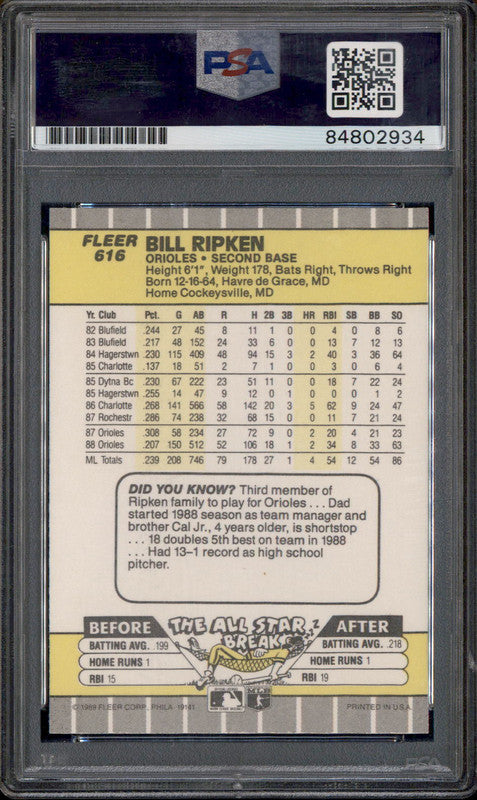 PSA
84802934
FLEER
616
BILL RIPKEN
ORIOLES • SECOND BASE
Height 6'1", Weight 178, Bats Right, Throws Right
Born 12-16-64, Havre de Grace, MD
Home Cockeysville, MD
Yr. Club Pct. G AB R H 2B 3B HR RBI SB BB SO
82 Blufield .244 27 45 8 11 1 0 0 4 0 8 6
83 Blufield .217 48 152 24 33 6 0 0 13 7 12 13
84 Hagerstwn .230 115 409 48 94 15 3 2 40 3 36 64
85 Charlotte .137 18 51 2 7 1 0 0 3 0 6 4
85 Dytna Bc .230 67 222 23 51 11 0 0 18 7 22 24
85 Hagerstwn .255 14 47 9 12 0 1 0 0 0 1 2
86 Charlotte .268 141 566 58 142 20 3 5 62 9 24 47
87 Rochestr .286 74 238 32 68 15 0 0 11 7 21 24
87 Orioles .308 58 234 27 72 9 0 2 20 4 21 23
88 Orioles .207 150 512 52 106 18 1 2 34 8 33 63
ML Totals .239 208 746 79 178 27 1 4 54 12 54 86
DID YOU KNOW? Third member of
Ripken family to play for Orioles . . . Dad
started 1988 season as team manager and
brother Cal Jr., 4 years older, is shortstop
. . . 18 doubles 5th best on team in 1988
. . . Had 13–1 record as high school
pitcher.
BEFORE THE ALL STAR BREAK AFTER
BATTING AVG. .199 BATTING AVG. .218
HOME RUNS 1 HOME RUNS 1
RBI 15 RBI 19
© 1989 FLEER CORP., PHILA. 19141 PRINTED IN U.S.A.
PSA